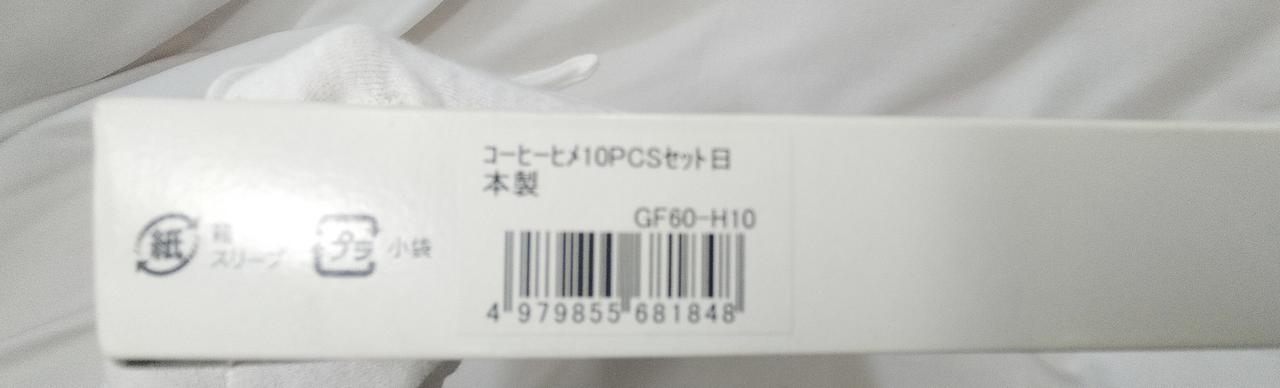 コーヒーヒメ10PCSセット日
本製
GF60-H10
紙
箱
スリーブ
プラ
小袋
4 979855 681848